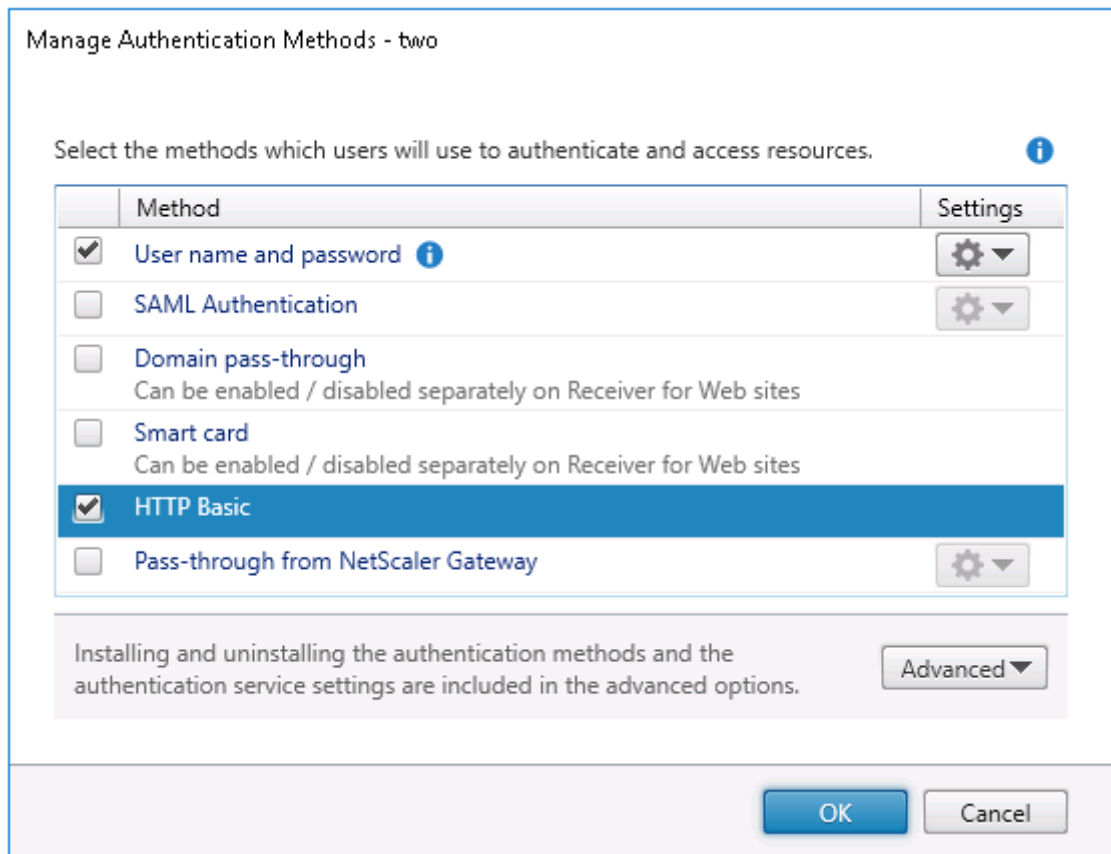 Manage Authentication Methods - two
Select the methods which users will use to authenticate and access resources.
Method Settings
User name and password
SAML Authentication
Domain pass-through
Can be enabled / disabled separately on Receiver for Web sites
Smart card
Can be enabled / disabled separately on Receiver for Web sites
HTTP Basic
Pass-through from NetScaler Gateway
Installing and uninstalling the authentication methods and the
authentication service settings are included in the advanced options.
Advanced
OK Cancel